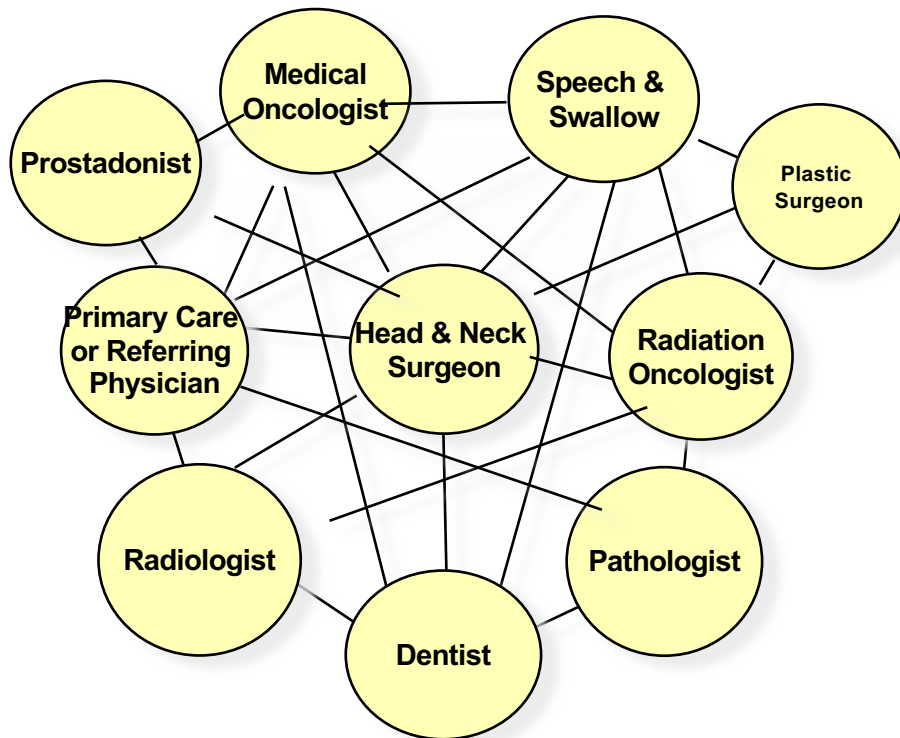 Medical
Oncologist
Speech &
Swallow
Prostadonist
Plastic
Surgeon
Primary Care
or Referring
Physician
Head & Neck
Surgeon
Radiation
Oncologist
Radiologist
Pathologist
Dentist